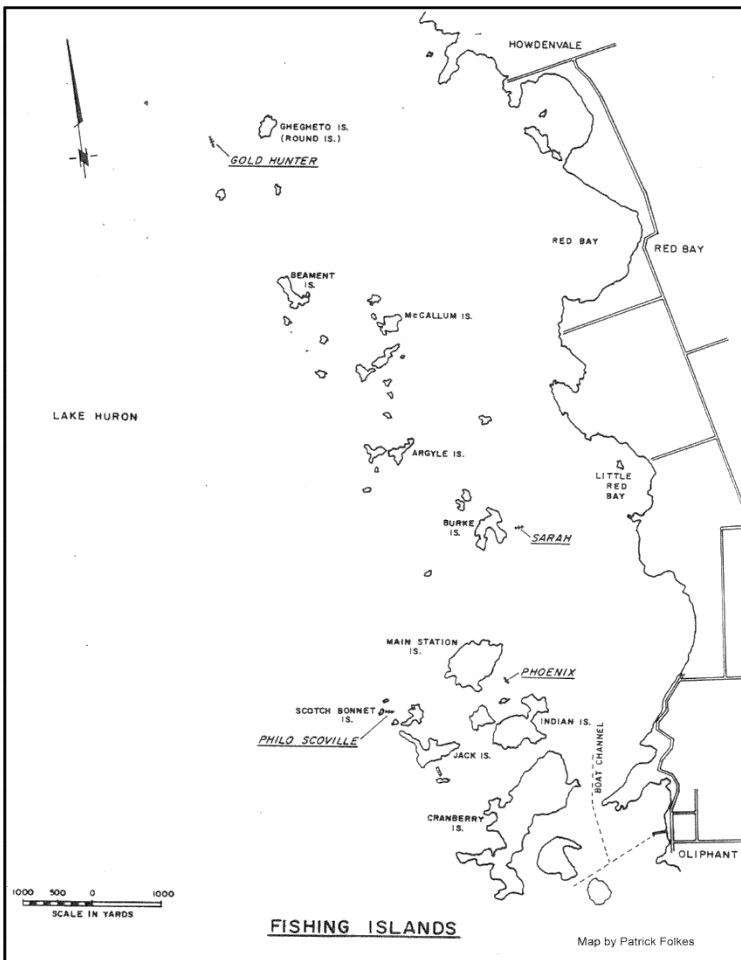 HOWDENVALE
GHEGHETO IS.
(ROUND IS.)
GOLD HUNTER
RED BAY
RED BAY
BEAMENT
IS.
McCALLUM IS.
LAKE HURON
ARGYLE IS.
LITTLE
RED
BAY
BURKE
IS.
SARAH
MAIN STATION
IS.
PHOENIX
SCOTCH BONNET
IS.
INDIAN IS.
PHILO SCOVILLE
JACK IS.
BOAT CHANNEL
CRANBERRY
IS.
OLIPHANT
1000 500 0 1000
SCALE IN YARDS
FISHING ISLANDS
Map by Patrick Folkes